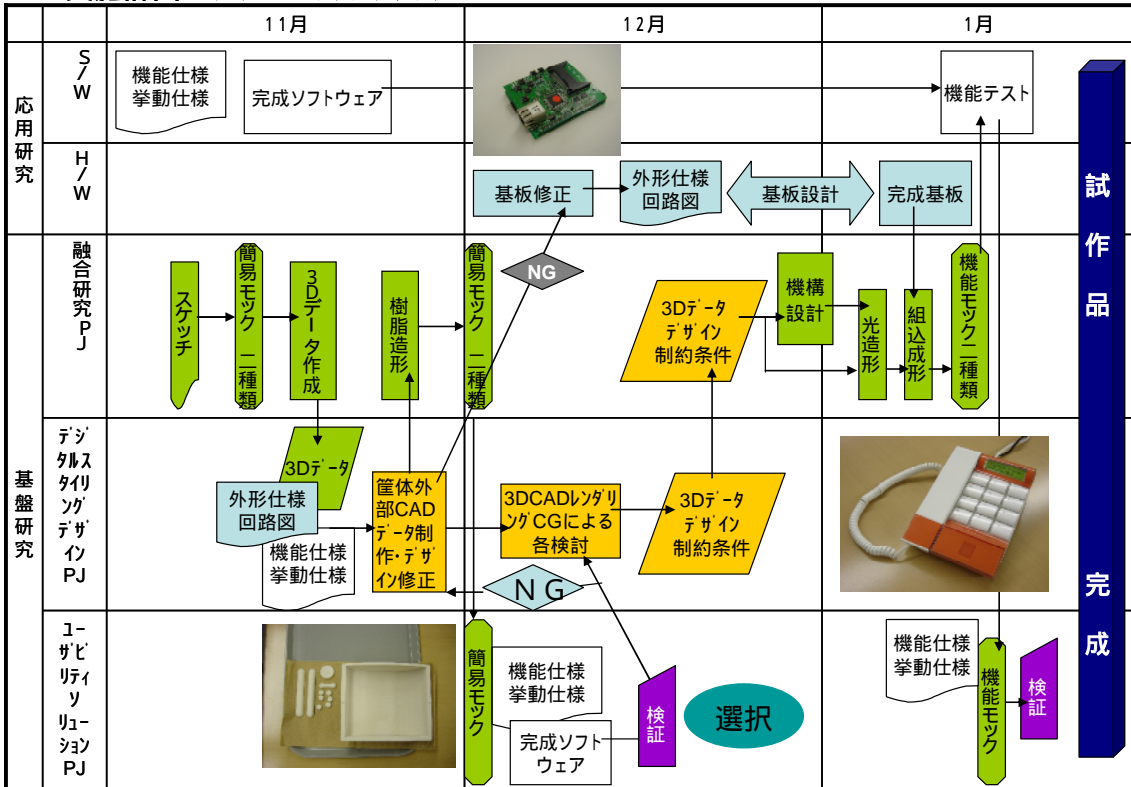 11月
12月
1月
応用研究
S/W
機能仕様
挙動仕様
完成ソフトウェア
機能テスト
H/W
基板修正
外形仕様
回路図
基板設計
完成基板
融合研究PJ
スケッチ
簡易モック 二種類
3Dデータ作成
樹脂造形
簡易モック 二種類
NG
3Dデータ
デザイン
制約条件
機構
設計
光造形
組込成形
機能モック二種類
基盤研究
デジ
タルス
タイリ
ングデ
ザイン
PJ
3Dデータ
外形仕様
回路図
機能仕様
挙動仕様
筐体外
部CAD
データ制
作・デザ
イン修正
3DCADレンダリ
ングCGによる
各検討
3Dデータ
デザイン
制約条件
NG
ユー
ザビ
リティ
ソ
リュー
ション
PJ
簡易モック
機能仕様
挙動仕様
完成ソフト
ウェア
検証
選択
機能仕様
挙動仕様
機能モック
検証
試作品 完成